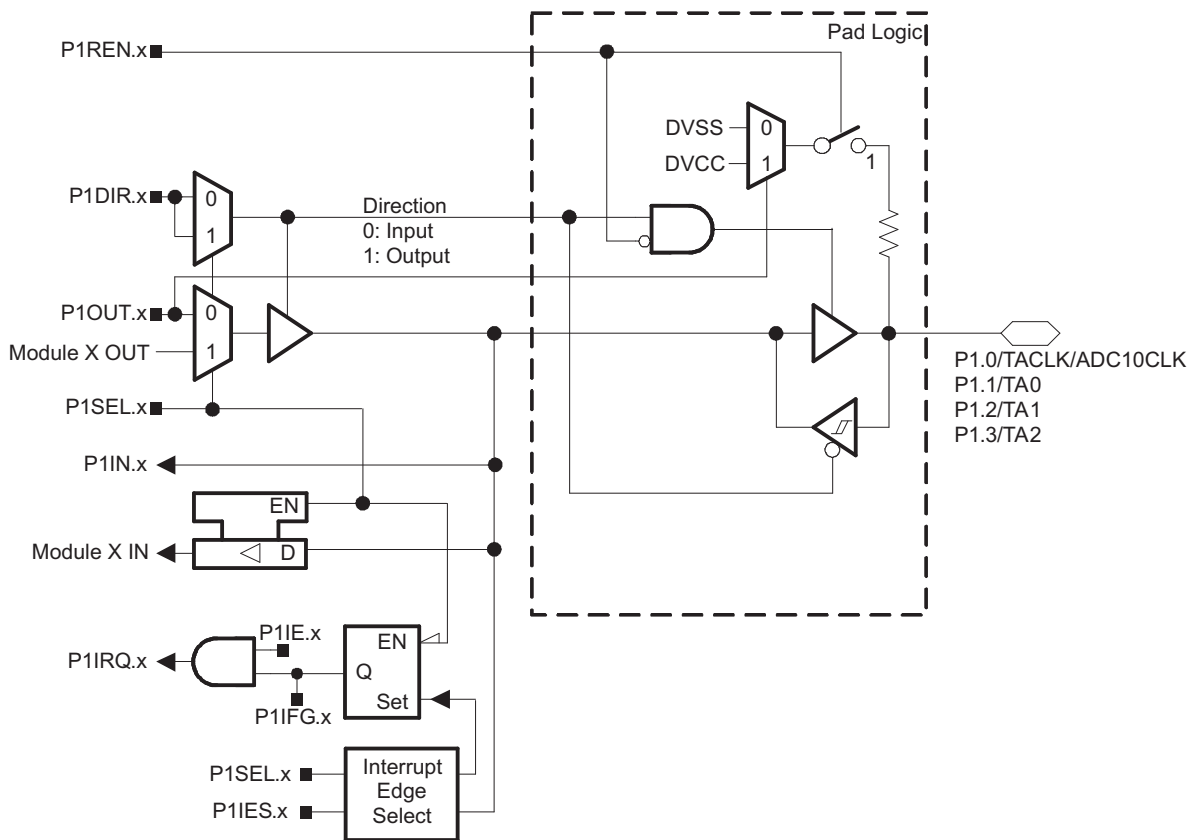 Pad Logic
P1REN.x
DVSS
0
DVCC
1
1
P1DIR.x
0
1
Direction
0: Input
1: Output
P1OUT.x
0
Module X OUT
1
P1.0/TACLK/ADC10CLK
P1.1/TA0
P1.2/TA1
P1.3/TA2
P1SEL.x
P1IN.x
EN
Module X IN
D
P1IE.x
P1IRQ.x
EN
Q
Set
P1IFG.x
P1SEL.x
P1IES.x
Interrupt
Edge
Select